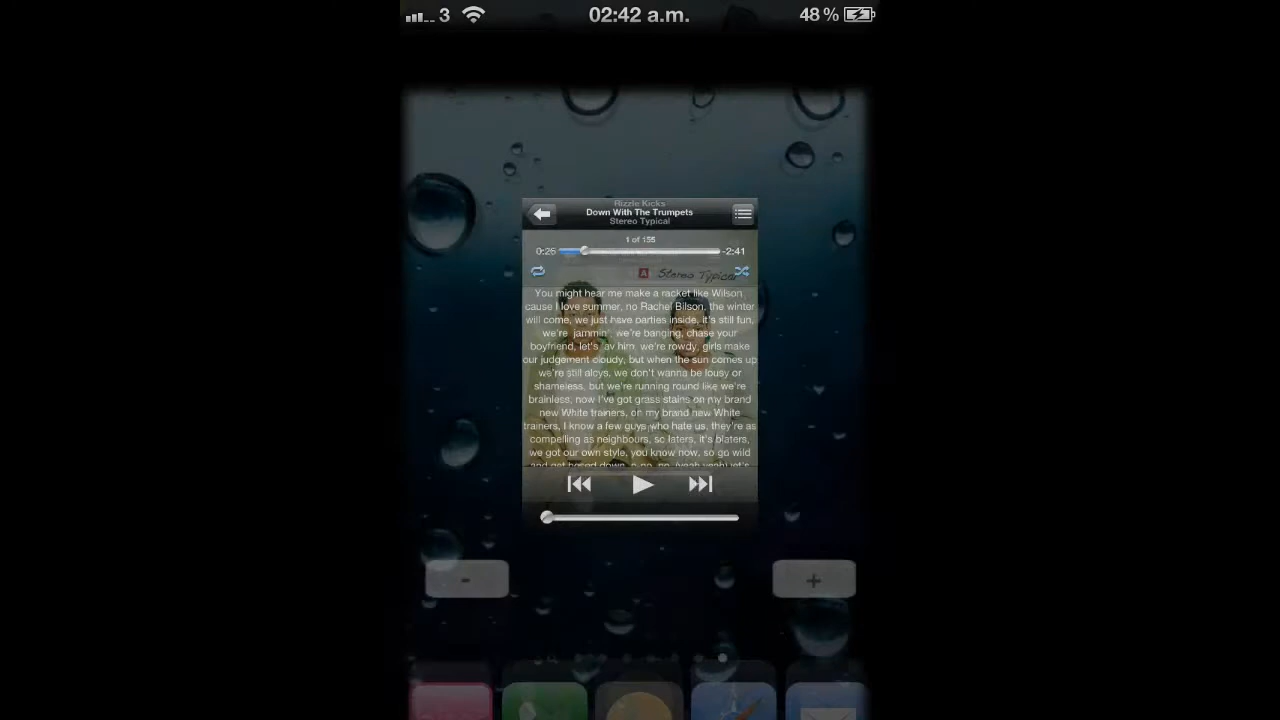 3 02:42 a.m. 48 %
Rizzle Kicks
Down With The Trumpets
Stereo Typical
1 of 155
0:26 -2:41
A Stereo Typical
You might hear me make a racket like Wilson
cause I love summer, no Rachel Bilson, the winter
will come, we just have parties inside, it's still fun,
we're jammin', we're banging, chase your
boyfriend, let's 'av him, we're rowdy, girls make
our judgement cloudy, but when the sun comes up
we're still alcys, we don't wanna be lousy or
shameless, but we're running round like we're
brainless, now I've got grass stains on my brand
new White trainers, on my brand new White
trainers, I know a few guys who hate us, they're as
compelling as neighbours, so laters, it's blaters,
we got our own style, you know now, so go wild
- +